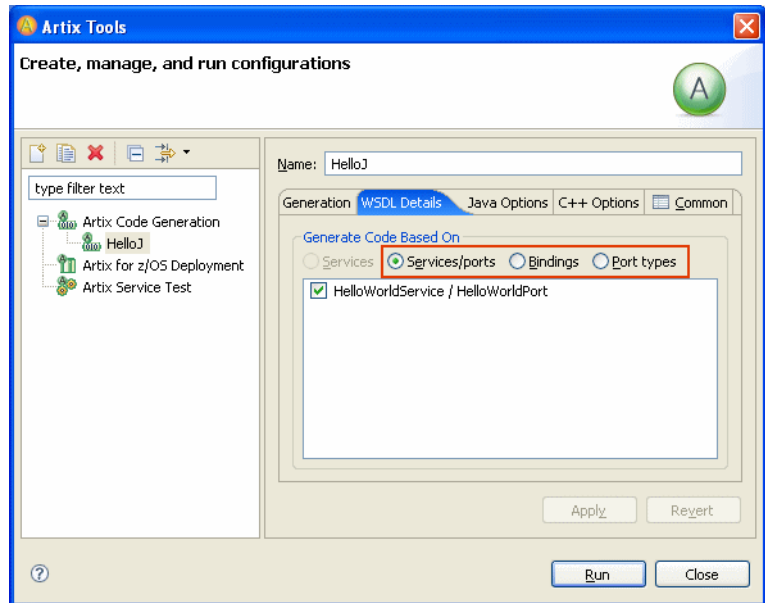 Artix Tools
Create, manage, and run configurations
A
type filter text
Artix Code Generation
HelloJ
Artix for z/OS Deployment
Artix Service Test
Name: HelloJ
Generation WSDL Details Java Options C++ Options Common
Generate Code Based On
Services Services/ports Bindings Port types
HelloWorldService / HelloWorldPort
Apply Revert
? Run Close